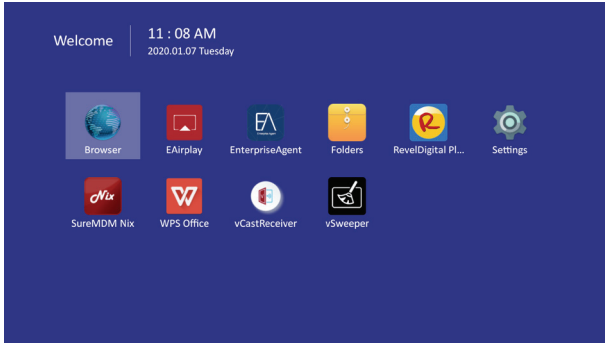 Welcome
11 : 08 AM
2020.01.07 Tuesday
Browser
EAirplay
EnterpriseAgent
Folders
RevelDigital Pl...
Settings
Nix
SureMDM Nix
WPS Office
vCastReceiver
vSweeper